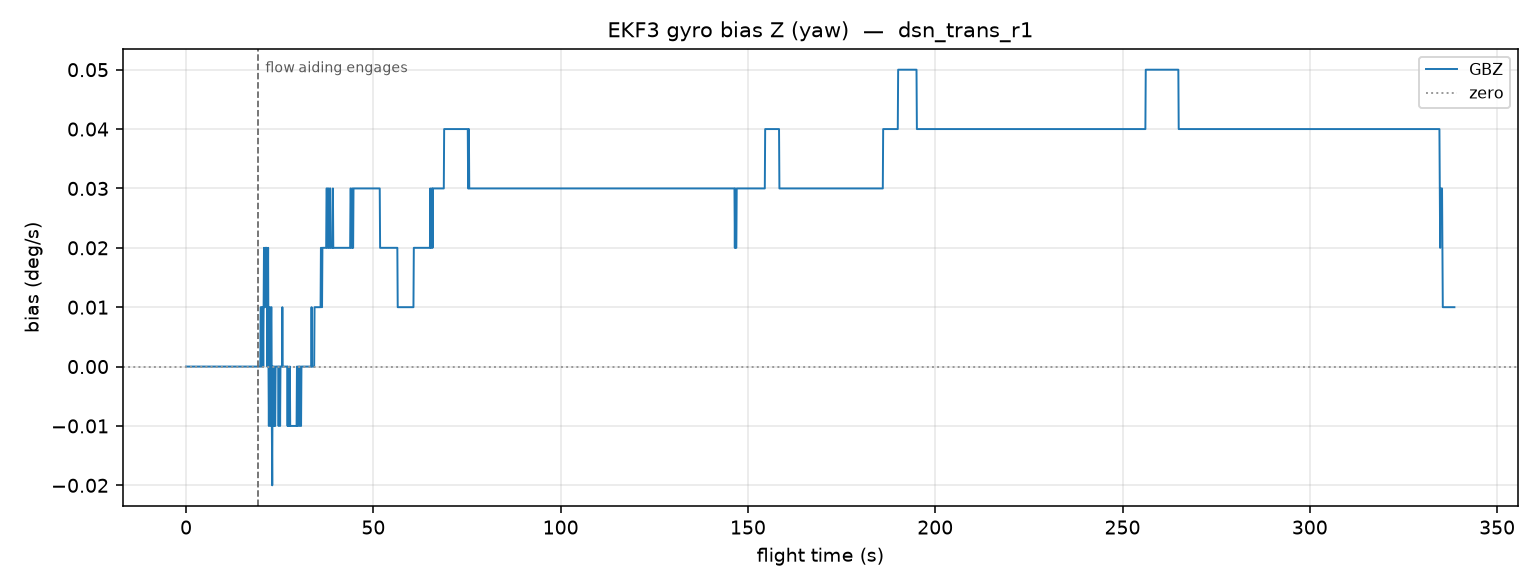 EKF3 gyro bias Z (yaw)  —  dsn_trans_r1
flow aiding engages
GBZ
zero
bias (deg/s)
0.05
0.04
0.03
0.02
0.01
0.00
−0.01
−0.02
0 50 100 150 200 250 300 350
flight time (s)